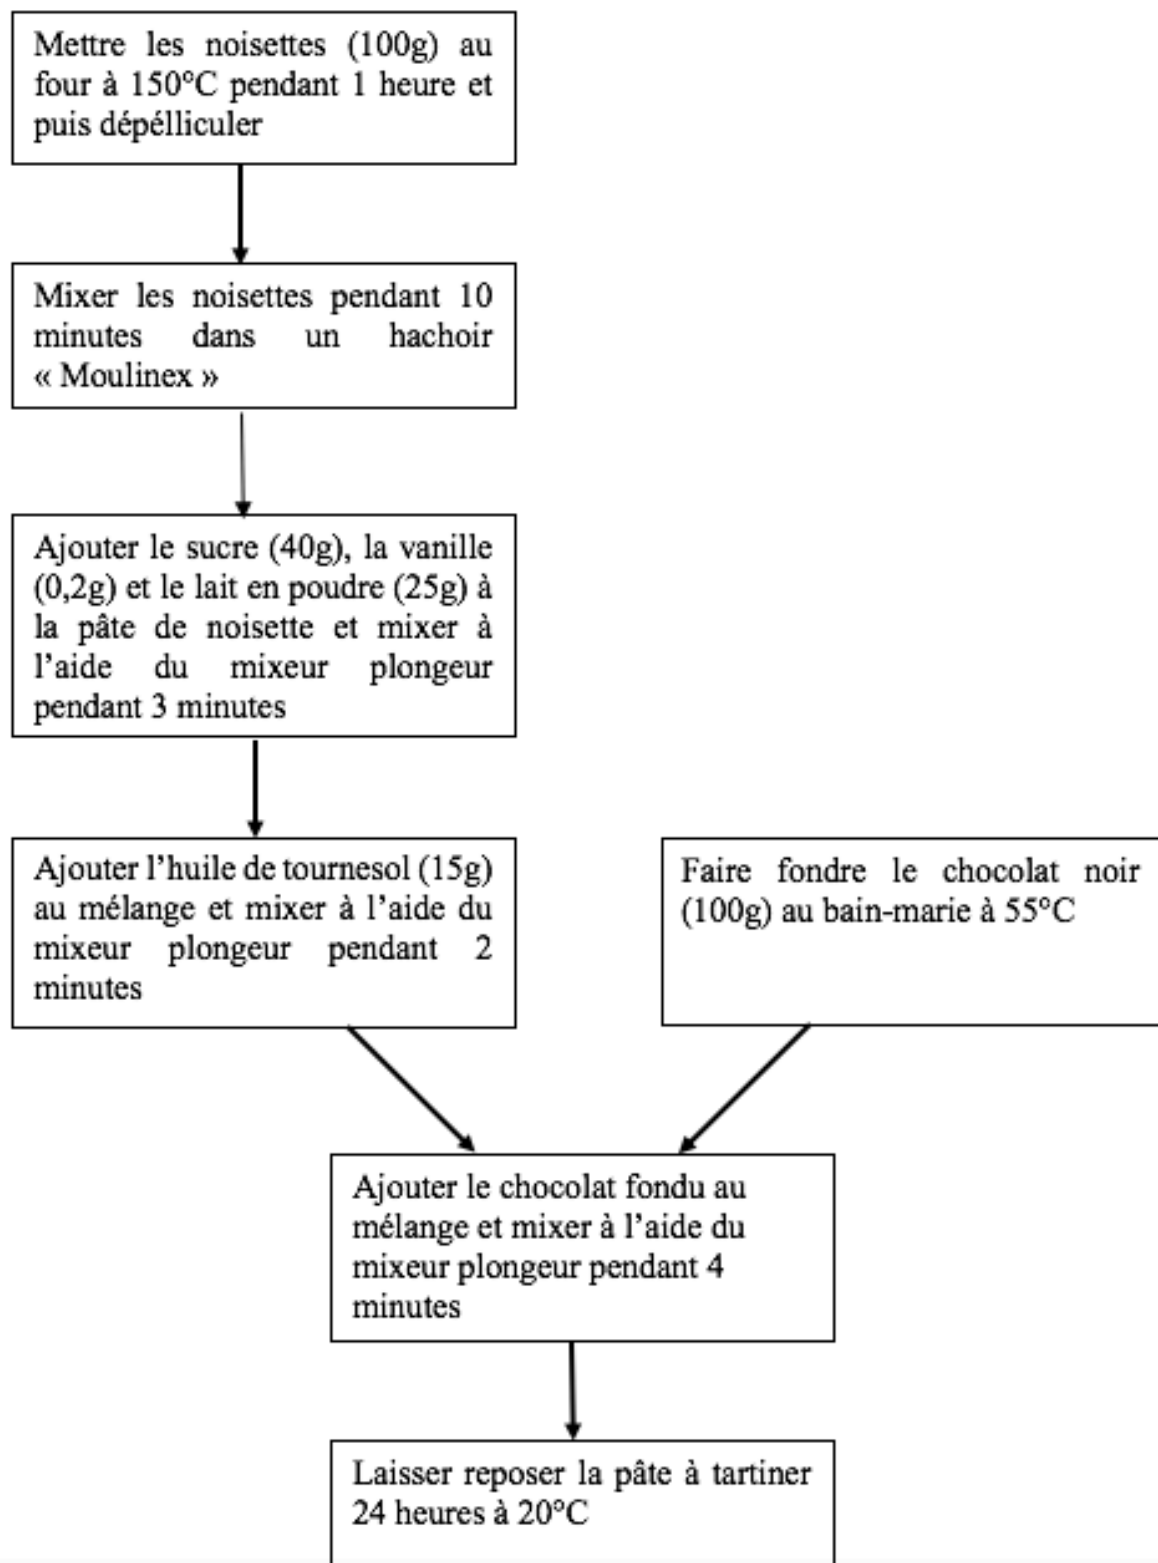 Mettre les noisettes (100g) au
four à 150°C pendant 1 heure et
puis dépélliculer
Mixer les noisettes pendant 10
minutes dans un hachoir
« Moulinex »
Ajouter le sucre (40g), la vanille
(0,2g) et le lait en poudre (25g) à
la pâte de noisette et mixer à
l’aide du mixeur plongeur
pendant 3 minutes
Ajouter l’huile de tournesol (15g)
au mélange et mixer à l’aide du
mixeur plongeur pendant 2
minutes
Faire fondre le chocolat noir
(100g) au bain-marie à 55°C
Ajouter le chocolat fondu au
mélange et mixer à l’aide du
mixeur plongeur pendant 4
minutes
Laisser reposer la pâte à tartiner
24 heures à 20°C